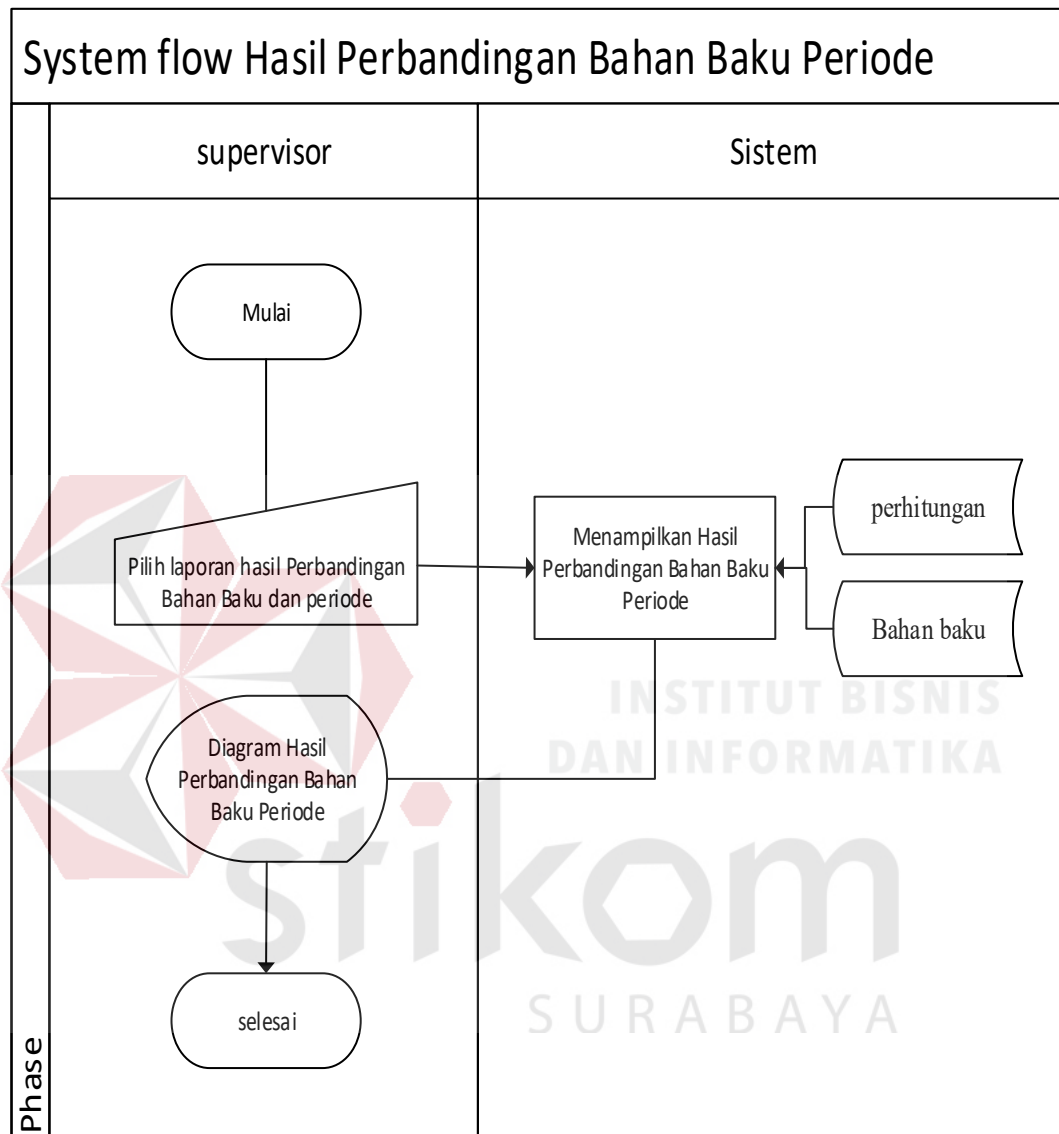 System flow Hasil Perbandingan Bahan Baku Periode
supervisor
Sistem
Mulai
Pilih laporan hasil Perbandingan
Bahan Baku dan periode
Menampilkan Hasil
Perbandingan Bahan Baku
Periode
perhitungan
Bahan baku
Diagram Hasil
Perbandingan Bahan
Baku Periode
selesai
Phase
INSTITUT BISNIS
DAN INFORMATIKA
stikom
SURABAYA